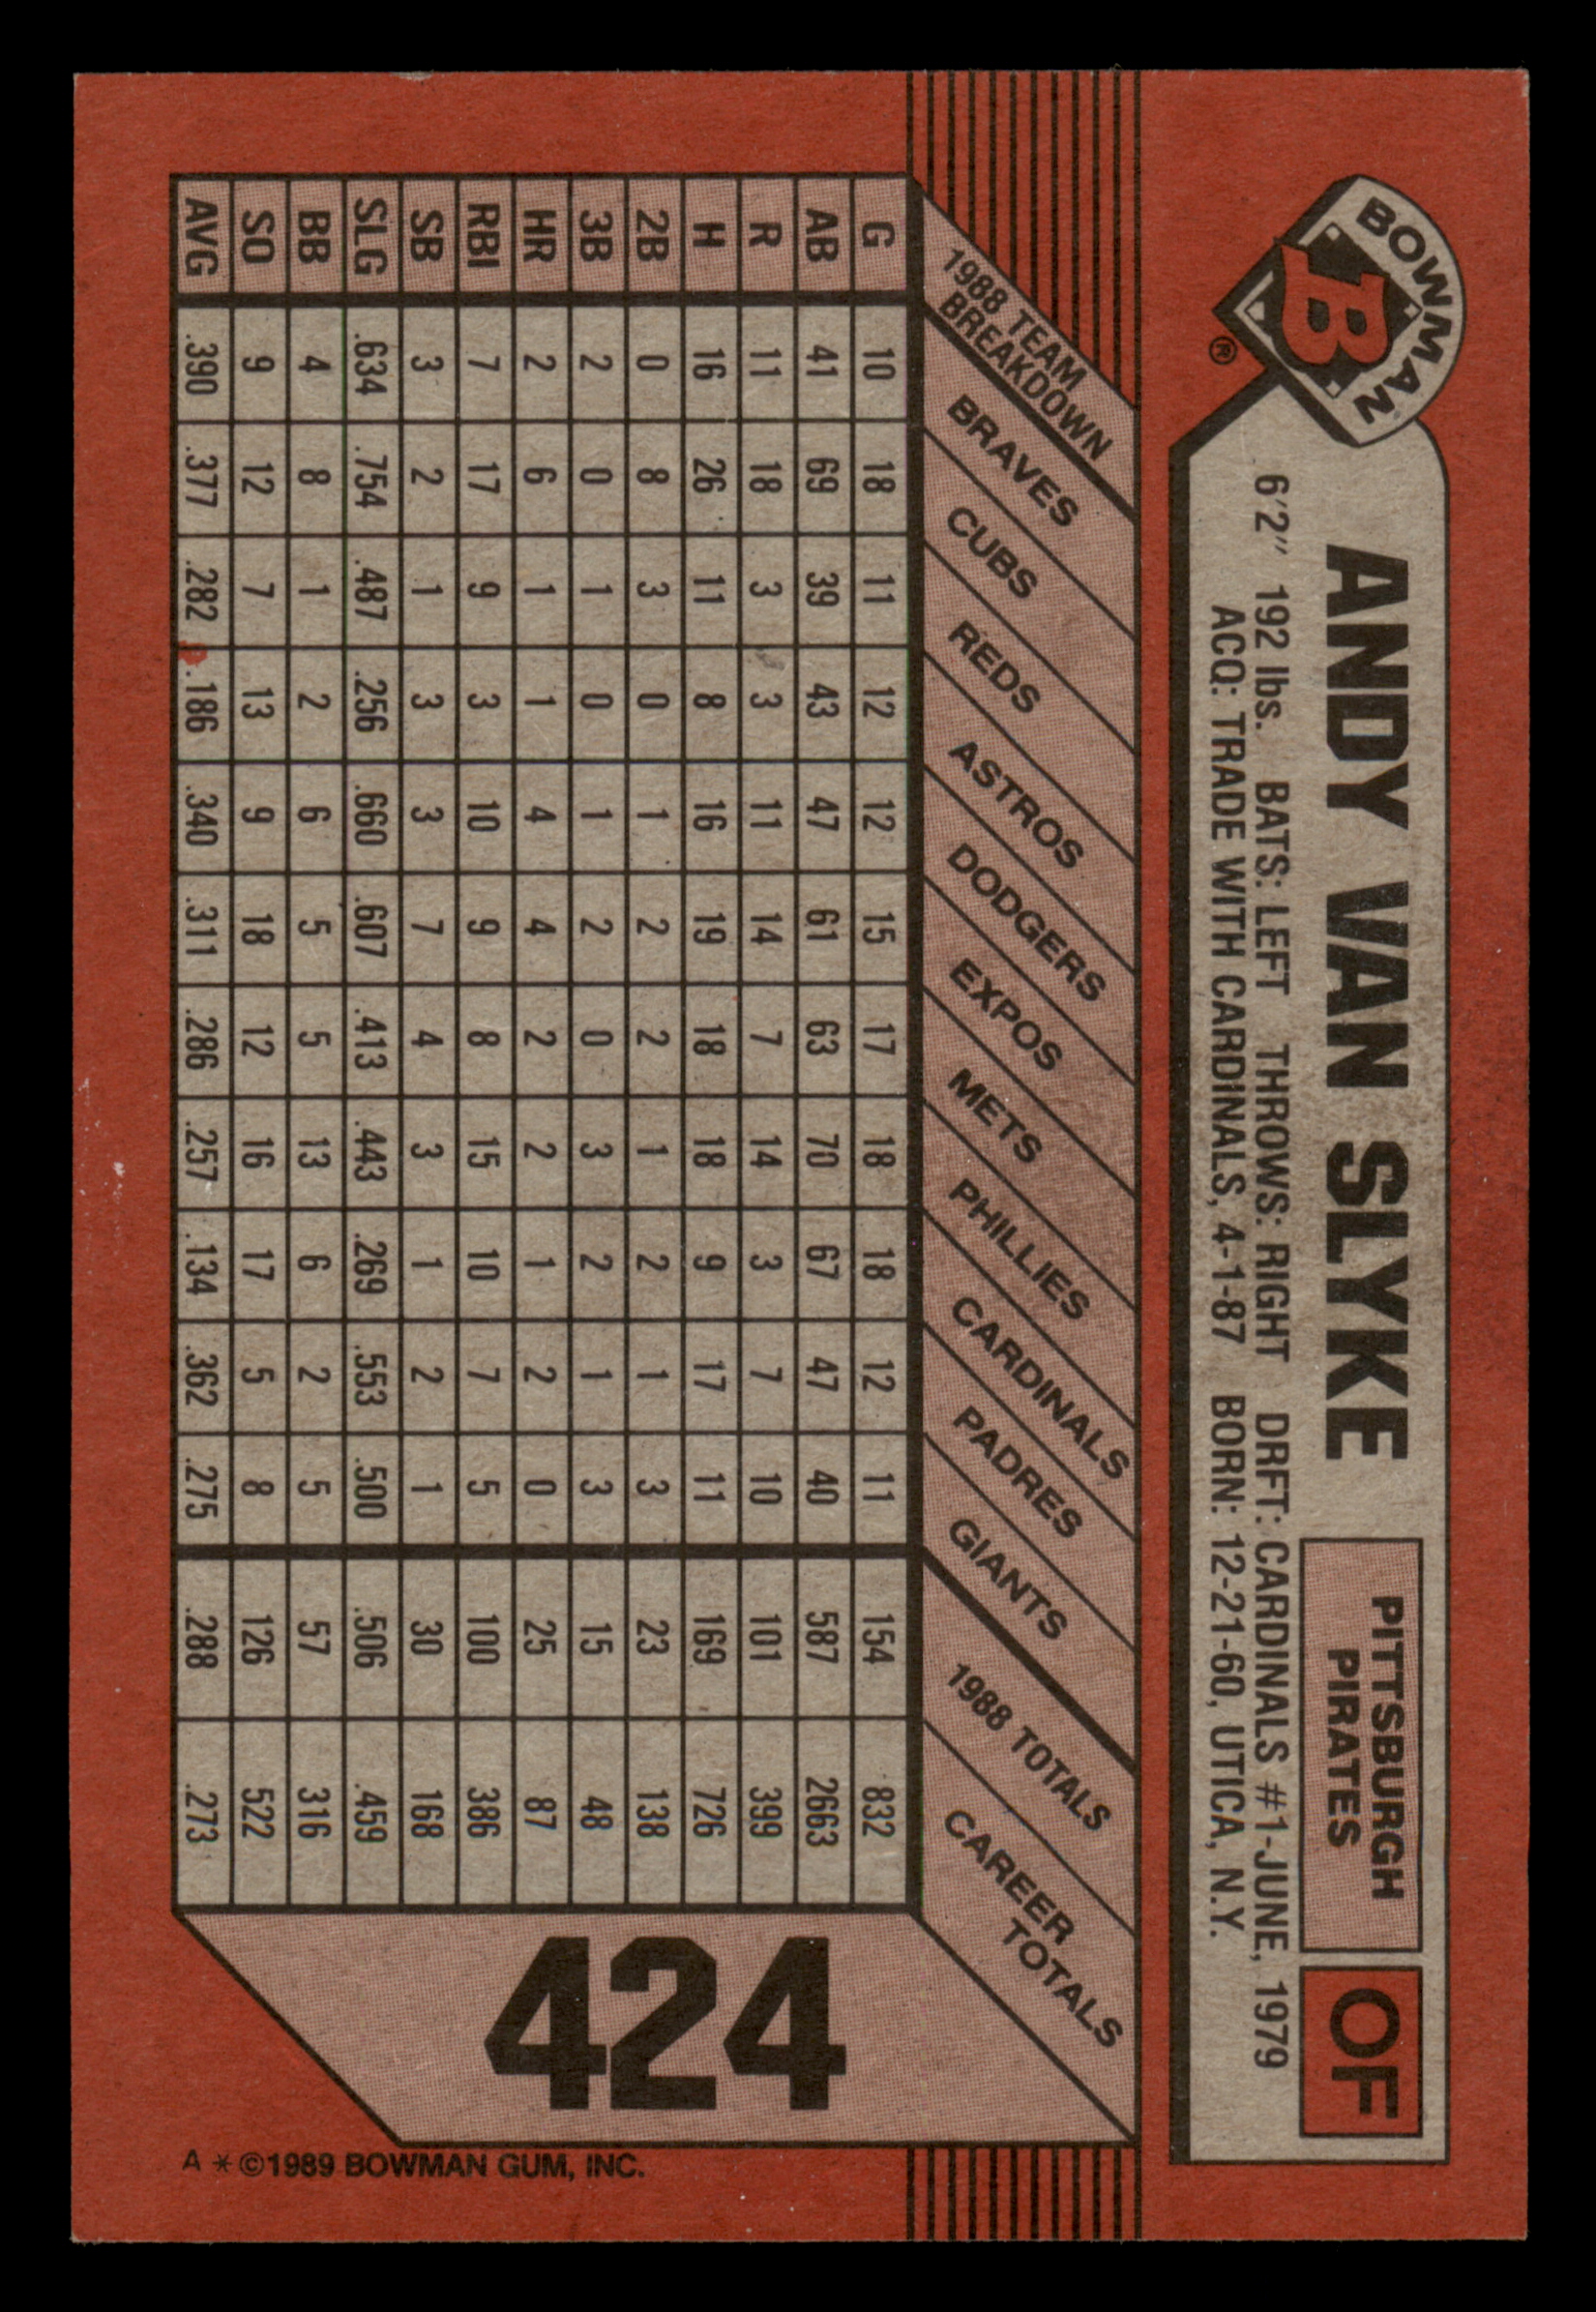 BOWMAN
B
®
ANDY VAN SLYKE
PITTSBURGH
PIRATES
OF
6'2" 192 lbs. BATS: LEFT THROWS: RIGHT DRFT: CARDINALS #1-JUNE, 1979
ACQ: TRADE WITH CARDINALS, 4-1-87 BORN: 12-21-60, UTICA, N.Y.
1988 TEAM
BREAKDOWN
BRAVES
CUBS
REDS
ASTROS
DODGERS
EXPOS
METS
PHILLIES
CARDINALS
PADRES
GIANTS
1988 TOTALS
CAREER
TOTALS
G 10 18 11 12 12 15 17 18 18 12 11 154 832
AB 41 69 39 43 47 61 63 70 67 47 40 587 2663
R 11 18 3 3 11 14 7 14 3 7 10 101 399
H 16 26 11 8 16 19 18 18 9 17 11 169 726
2B 0 8 3 0 1 2 2 1 2 1 3 23 138
3B 2 0 1 0 1 2 0 3 2 1 3 15 48
HR 2 6 1 1 4 4 2 2 1 2 0 25 87
RBI 7 17 9 3 10 9 8 15 10 7 5 100 386
SB 3 2 1 3 3 7 4 3 1 2 1 30 168
SLG .634 .754 .487 .256 .660 .607 .413 .443 .269 .553 .500 .506 .459
BB 4 8 1 2 6 5 5 13 6 2 5 57 316
SO 9 12 7 13 9 18 12 16 17 5 8 126 522
AVG .390 .377 .282 .186 .340 .311 .286 .257 .134 .362 .275 .288 .273
424
A *©1989 BOWMAN GUM, INC.